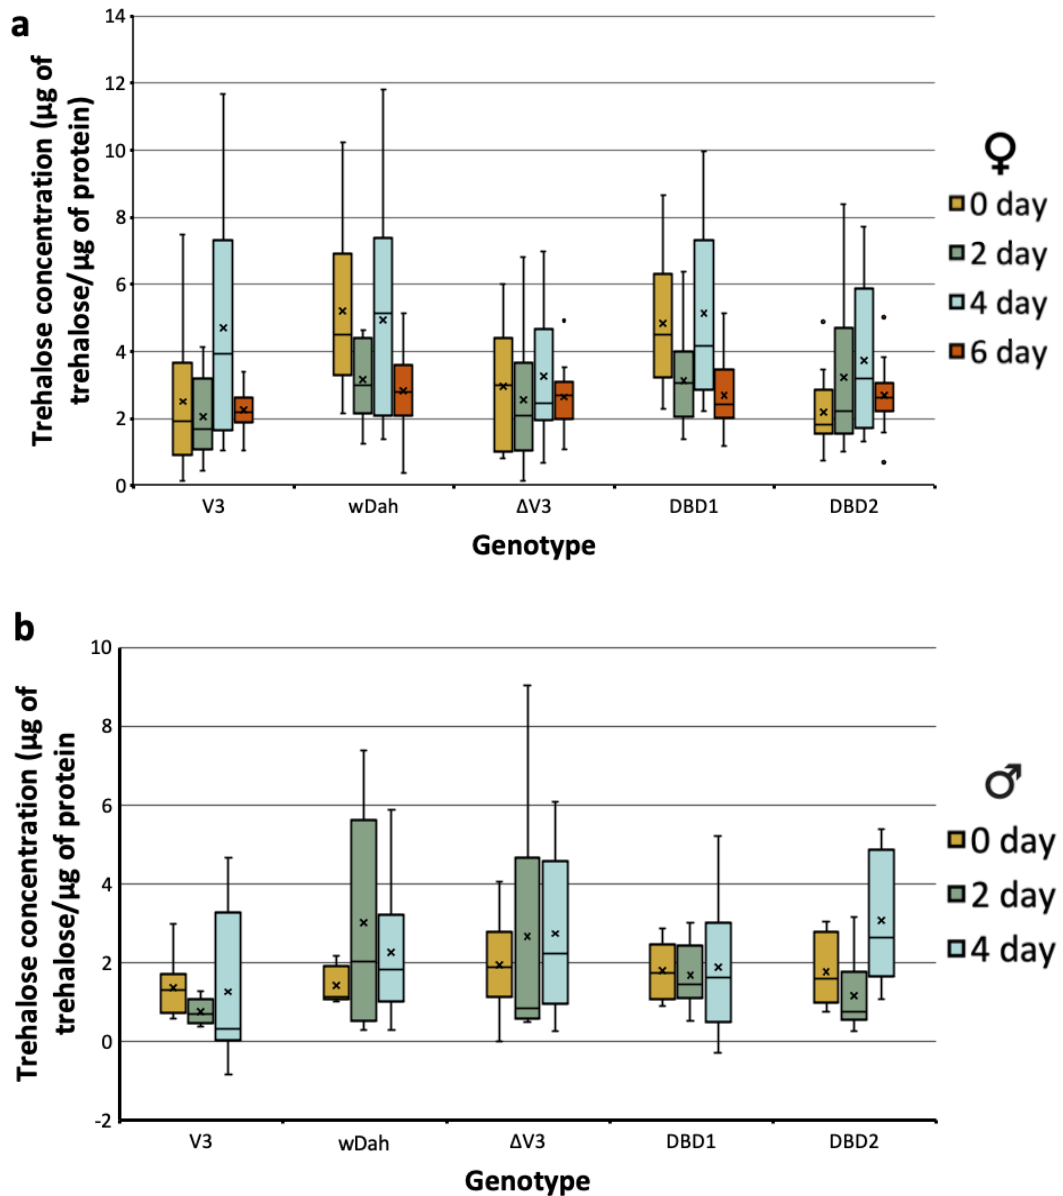 a
Trehalose concentration (µg of
trehalose/µg of protein)
14
12
10
8
6
4
2
0
V3 wDah ΔV3 DBD1 DBD2
Genotype
♀
0 day
2 day
4 day
6 day
b
Trehalose concentration (µg of
trehalose/µg of protein
10
8
6
4
2
0
-2
V3 wDah ΔV3 DBD1 DBD2
Genotype
♂
0 day
2 day
4 day